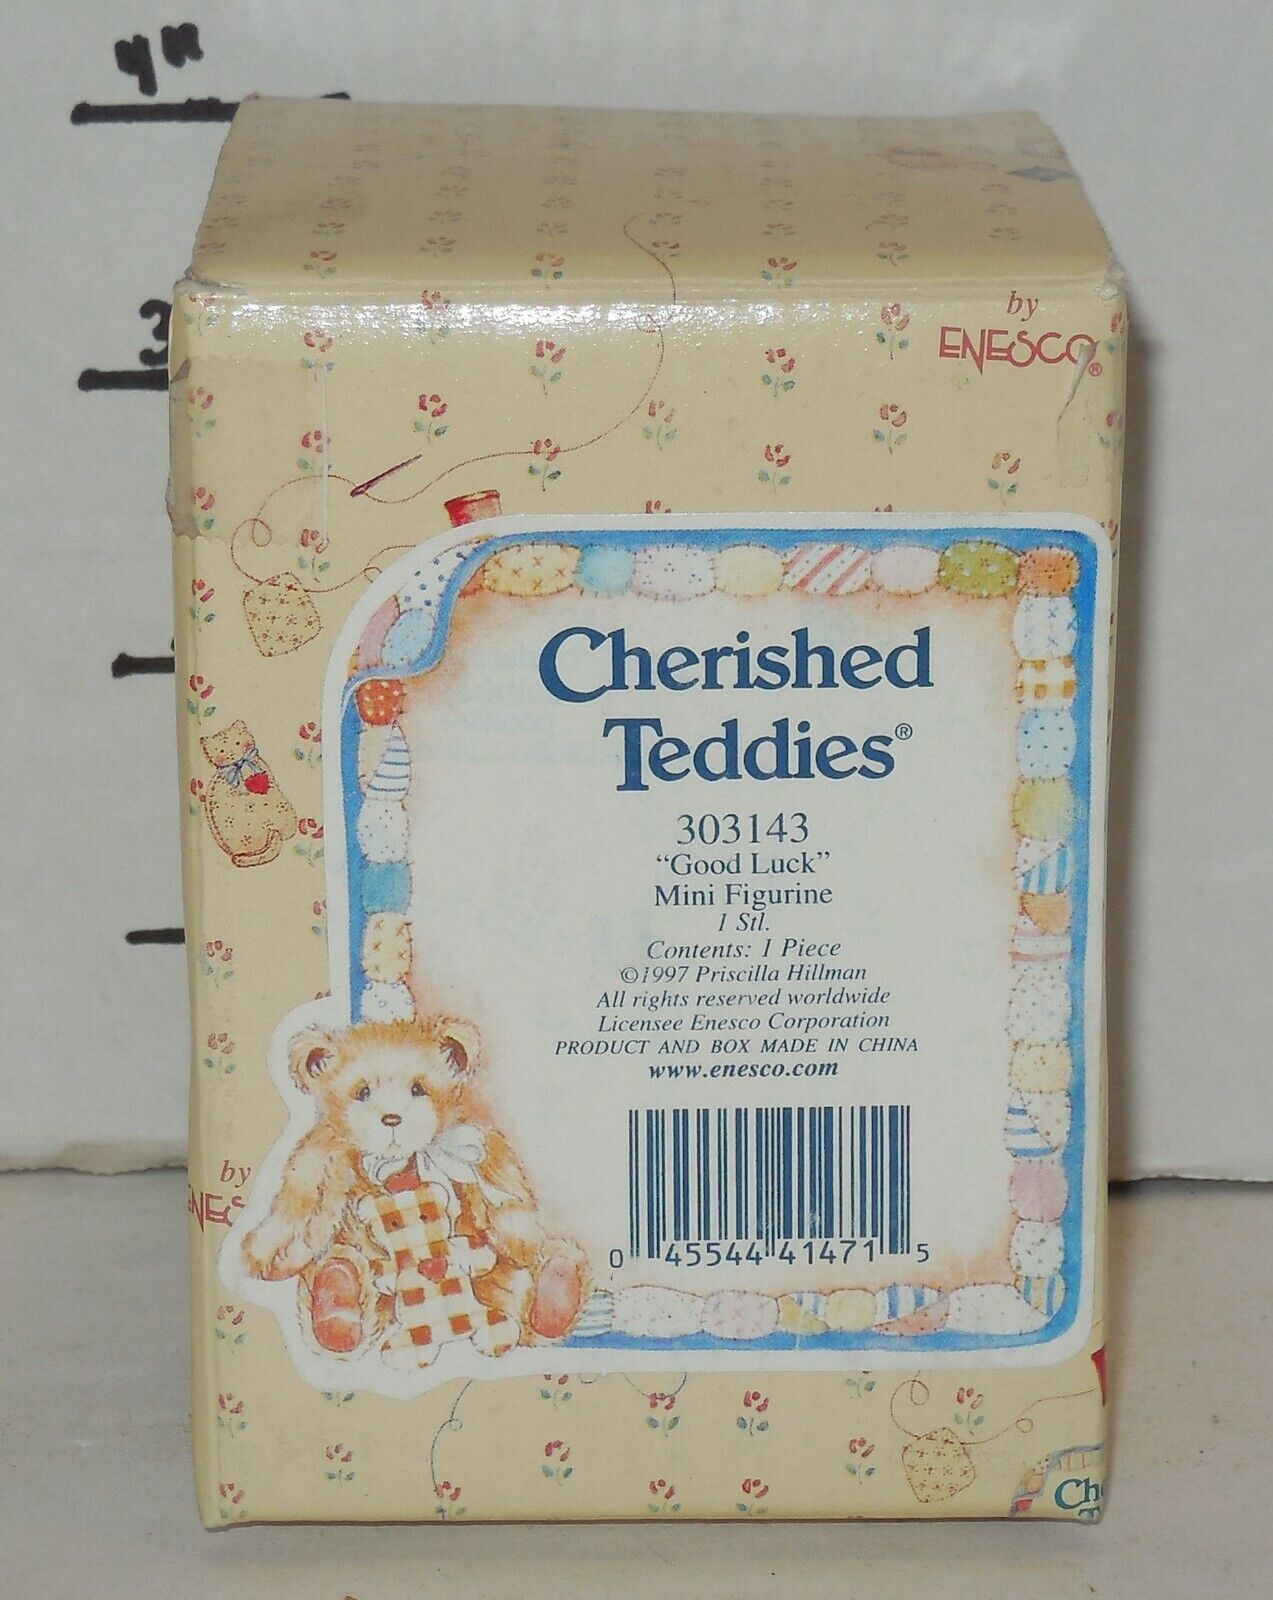 4"
3
by
ENESCO®
Cherished
Teddies®
303143
"Good Luck"
Mini Figurine
1 Stl.
Contents: 1 Piece
©1997 Priscilla Hillman
All rights reserved worldwide
Licensee Enesco Corporation
PRODUCT AND BOX MADE IN CHINA
www.enesco.com
0 45544 41471 5
by
NESC
Ch
T